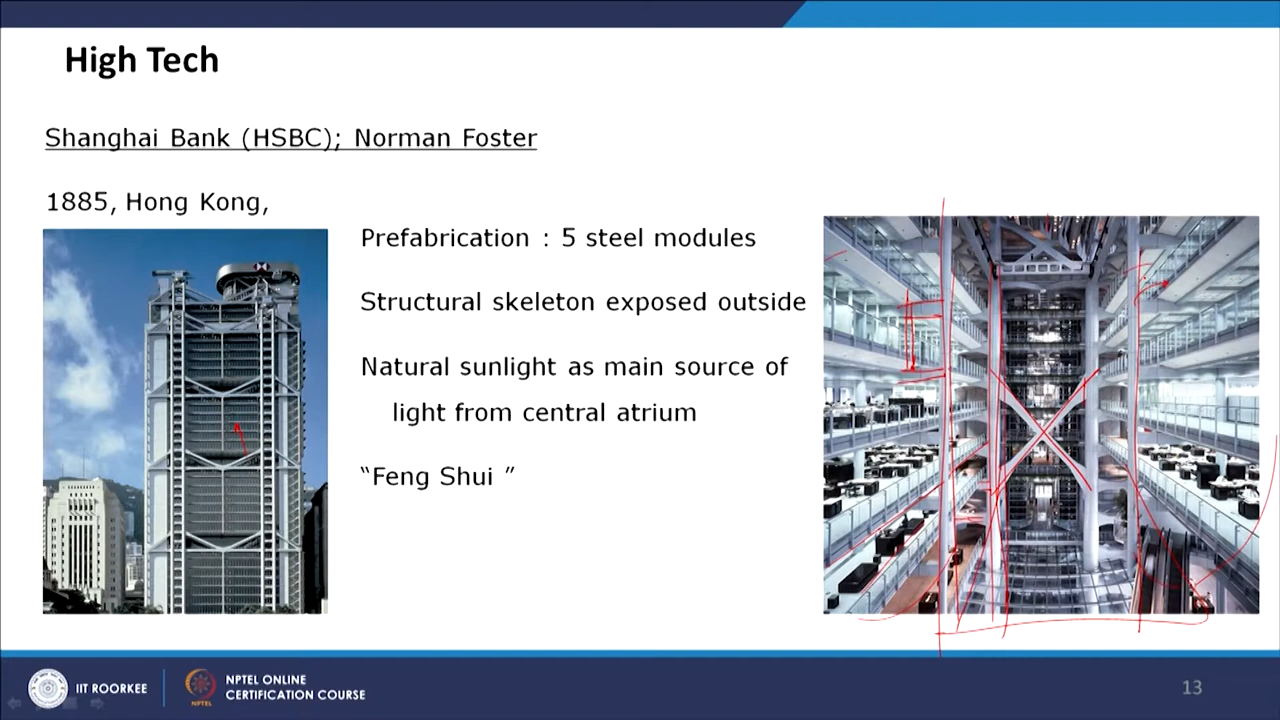 High Tech
Shanghai Bank (HSBC); Norman Foster
1885, Hong Kong,
Prefabrication : 5 steel modules
Structural skeleton exposed outside
Natural sunlight as main source of
light from central atrium
“Feng Shui ”
IIT ROORKEE
NPTEL
NPTEL ONLINE
CERTIFICATION COURSE
13